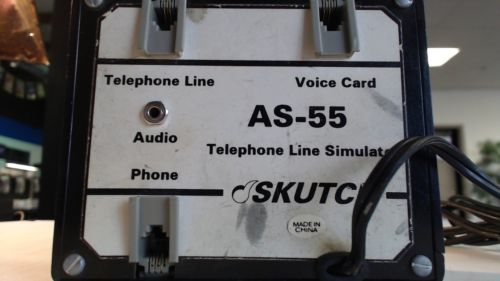 Telephone Line
Voice Card
AS-55
Audio
Telephone Line Simulato
Phone
SKUTC
MADE IN
CHINA